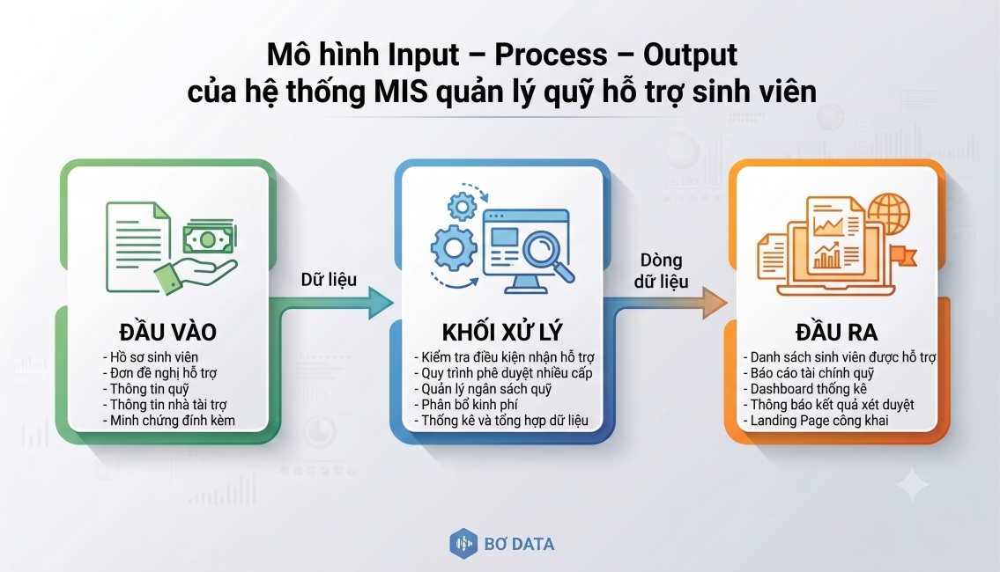 Mô hình Input – Process – Output
của hệ thống MIS quản lý quỹ hỗ trợ sinh viên
Dữ liệu
Dòng
dữ liệu
ĐẦU VÀO
- Hồ sơ sinh viên
- Đơn đề nghị hỗ trợ
- Thông tin quỹ
- Thông tin nhà tài trợ
- Minh chứng đính kèm
KHỐI XỬ LÝ
- Kiểm tra điều kiện nhận hỗ trợ
- Quy trình phê duyệt nhiều cấp
- Quản lý ngân sách quỹ
- Phân bổ kinh phí
- Thống kê và tổng hợp dữ liệu
ĐẦU RA
- Danh sách sinh viên được hỗ trợ
- Báo cáo tài chính quỹ
- Dashboard thống kê
- Thông báo kết quả xét duyệt
- Landing Page công khai
BƠ DATA